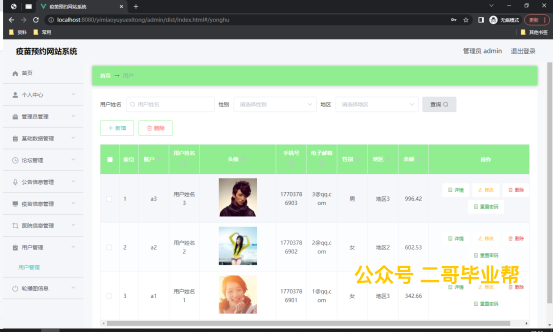 疫苗预约网站系统
localhost:8080/yimiaoyuyuexitong/admin/dist/index.html#/yonghu
无痕模式
更新
资料 常用 其他书签
疫苗预约网站系统 管理员 admin 退出登录
首页
个人中心
管理员管理
基础数据管理
论坛管理
公告信息管理
疫苗信息管理
医院信息管理
用户管理
用户管理
轮播图信息
首页 用户
用户姓名 用户姓名 性别 请选择性别 地区 请选择地区 查询
+ 新增 删除
索引 账户 用户姓名 头像 手机号 电子邮箱 性别 地区 余额 操作
1 a3 用户姓名3 17703786903 3@qq.com 男 地区3 996.42 详情 修改 删除 重置密码
2 a2 用户姓名2 17703786902 2@qq.com 女 地区2 602.53 详情 修改 删除 重置密码
3 a1 用户姓名1 17703786901 1@qq.com 女 地区3 342.66 详情 修改 删除 重置密码
公众号 二哥毕业帮